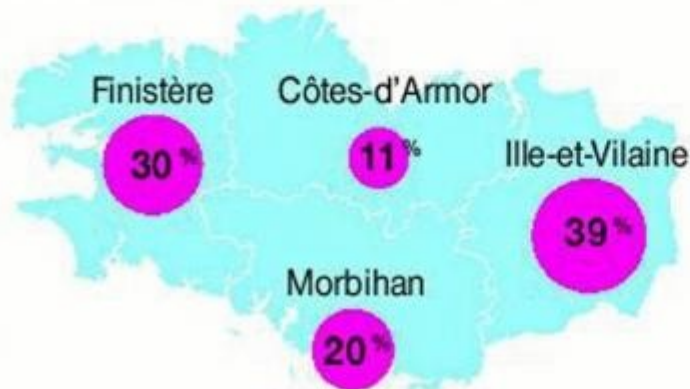 Finistère
30 %
Côtes-d'Armor
11 %
Ille-et-Vilaine
39 %
Morbihan
20 %